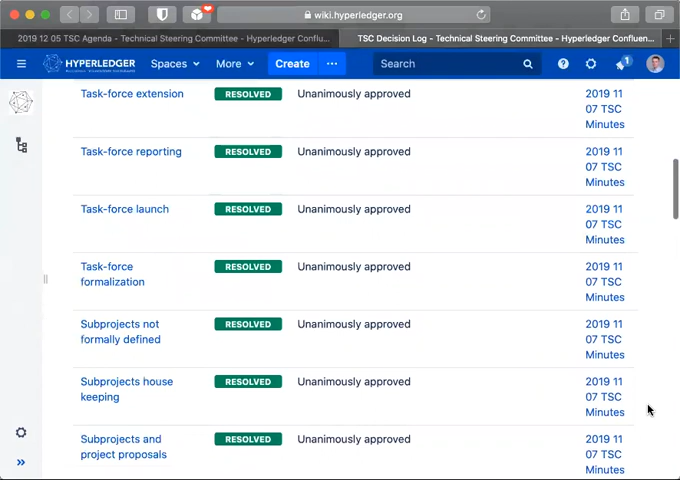 wiki.hyperledger.org
2019 12 05 TSC Agenda - Technical Steering Committee - Hyperledger Conflu...
TSC Decision Log - Technical Steering Committee - Hyperledger Confluen...
HYPERLEDGER
Spaces
More
Create
Search
1
Task-force extension
RESOLVED
Unanimously approved
2019 11
07 TSC
Minutes
Task-force reporting
RESOLVED
Unanimously approved
2019 11
07 TSC
Minutes
Task-force launch
RESOLVED
Unanimously approved
2019 11
07 TSC
Minutes
Task-force
formalization
RESOLVED
Unanimously approved
2019 11
07 TSC
Minutes
Subprojects not
formally defined
RESOLVED
Unanimously approved
2019 11
07 TSC
Minutes
Subprojects house
keeping
RESOLVED
Unanimously approved
2019 11
07 TSC
Minutes
Subprojects and
project proposals
RESOLVED
Unanimously approved
2019 11
07 TSC
Minutes